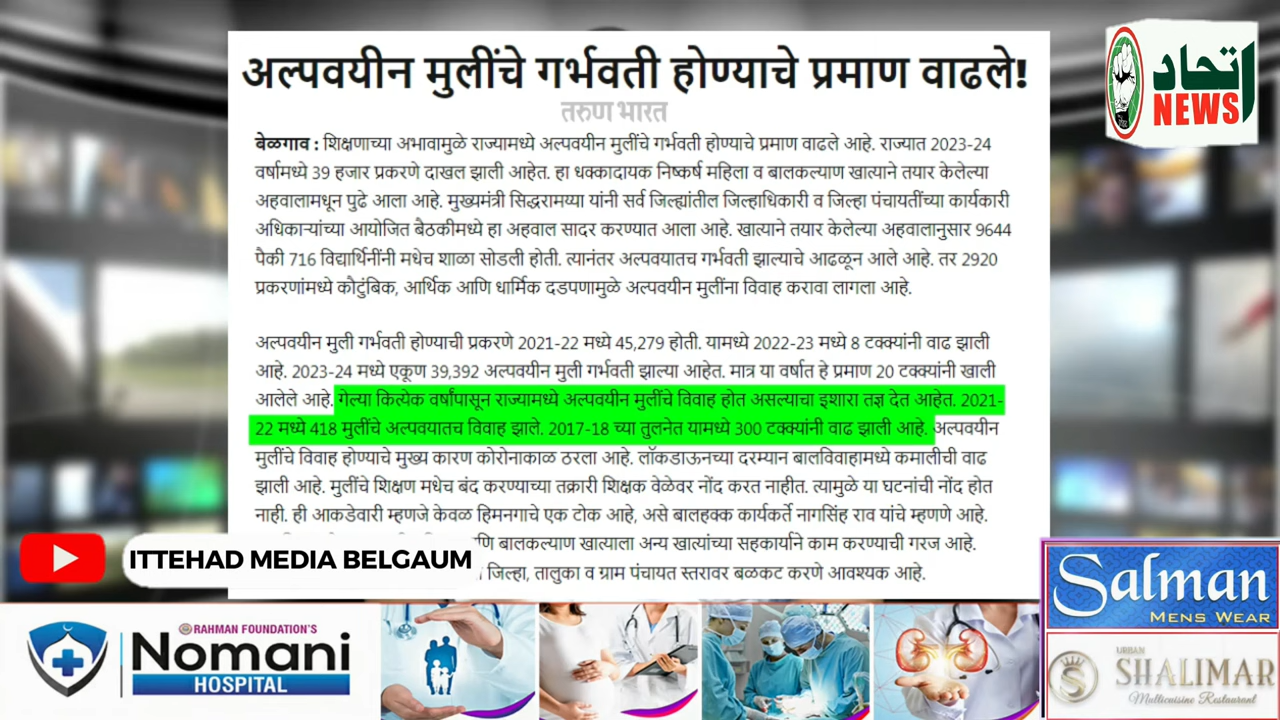 अल्पवयीन मुलींचे गर्भवती होण्याचे प्रमाण वाढले!
तरुण भारत
बेळगाव : शिक्षणाच्या अभावामुळे राज्यामध्ये अल्पवयीन मुलींचे गर्भवती होण्याचे प्रमाण वाढले आहे. राज्यात 2023-24
वर्षामध्ये 39 हजार प्रकरणे दाखल झाली आहेत. हा धक्कादायक निष्कर्ष महिला व बालकल्याण खात्याने तयार केलेल्या
अहवालामधून पुढे आला आहे. मुख्यमंत्री सिद्धरामय्या यांनी सर्व जिल्ह्यांतील जिल्हाधिकारी व जिल्हा पंचायतींच्या कार्यकारी
अधिकाऱ्यांच्या आयोजित बैठकीमध्ये हा अहवाल सादर करण्यात आला आहे. खात्याने तयार केलेल्या अहवालानुसार 9644
पैकी 716 विद्यार्थिनींनी मधेच शाळा सोडली होती. त्यानंतर अल्पवयातच गर्भवती झाल्याचे आढळून आले आहे. तर 2920
प्रकरणांमध्ये कौटुंबिक, आर्थिक आणि धार्मिक दडपणामुळे अल्पवयीन मुलींना विवाह करावा लागला आहे.
अल्पवयीन मुली गर्भवती होण्याची प्रकरणे 2021-22 मध्ये 45,279 होती. यामध्ये 2022-23 मध्ये 8 टक्क्यांनी वाढ झाली
आहे. 2023-24 मध्ये एकूण 39,392 अल्पवयीन मुली गर्भवती झाल्या आहेत. मात्र या वर्षात हे प्रमाण 20 टक्क्यांनी खाली
आलेले आहे. गेल्या कित्येक वर्षांपासून राज्यामध्ये अल्पवयीन मुलींचे विवाह होत असल्याचा इशारा तज्ञ देत आहेत. 2021-
22 मध्ये 418 मुलींचे अल्पवयातच विवाह झाले. 2017-18 च्या तुलनेत यामध्ये 300 टक्क्यांनी वाढ झाली आहे. अल्पवयीन
मुलींचे विवाह होण्याचे मुख्य कारण कोरोनाकाळ ठरला आहे. लॉकडाऊनच्या दरम्यान बालविवाहामध्ये कमालीची वाढ
झाली आहे. मुलींचे शिक्षण मधेच बंद करण्याच्या तक्रारी शिक्षक वेळेवर नोंद करत नाहीत. त्यामुळे या घटनांची नोंद होत
नाही. ही आकडेवारी म्हणजे केवळ हिमनगाचे एक टोक आहे, असे बालहक्क कार्यकर्ते नागसिंह राव यांचे म्हणणे आहे.
बालकल्याण खात्याला अन्य खात्यांच्या सहकार्याने काम करण्याची गरज आहे.
जिल्हा, तालुका व ग्राम पंचायत स्तरावर बळकट करणे आवश्यक आहे.
اتحاد
NEWS
ITTEHAD MEDIA BELGAUM
RAHMAN FOUNDATION'S
Nomani
HOSPITAL
Salman
MENS WEAR
URBAN
SHALIMAR
Multicuisine Restaurant